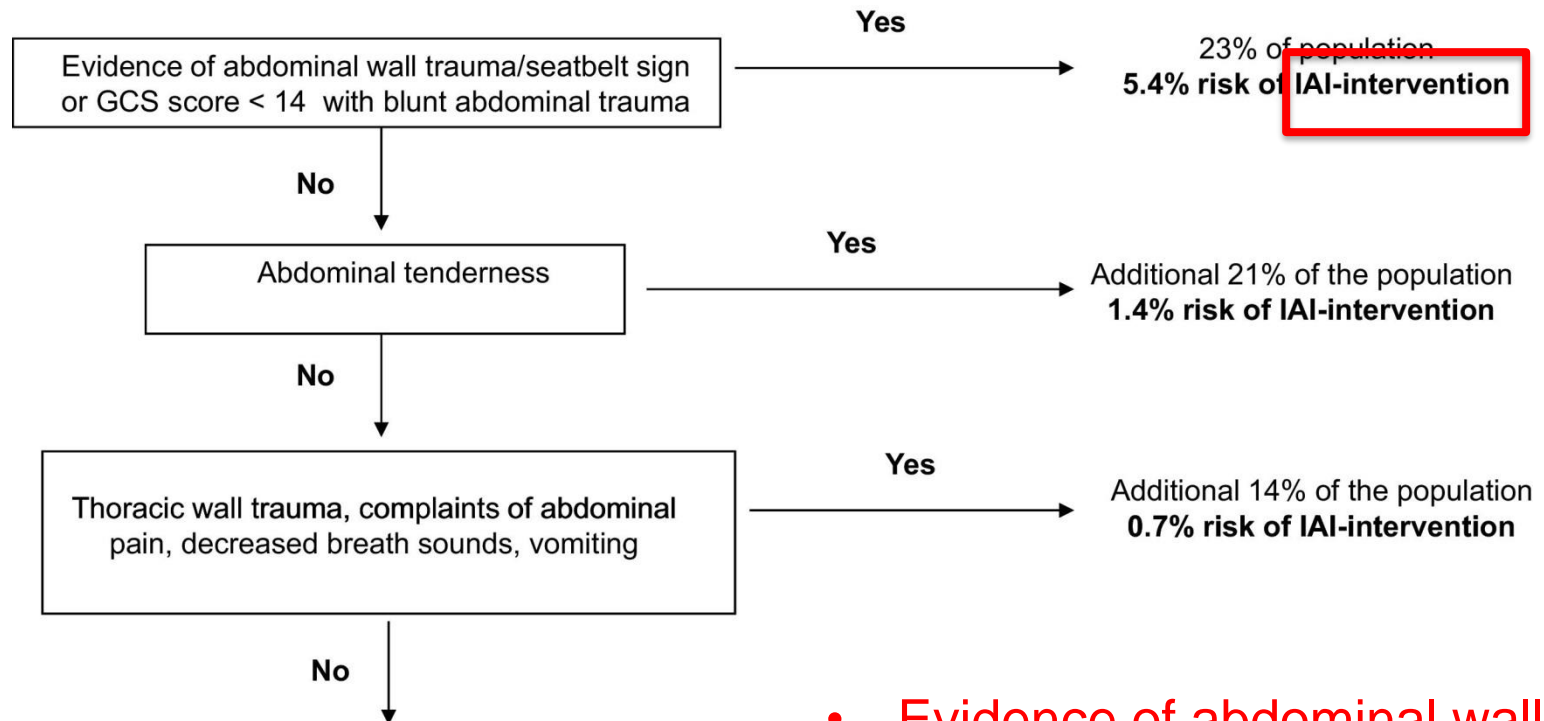 Yes
Evidence of abdominal wall trauma/seatbelt sign
or GCS score < 14 with blunt abdominal trauma
23% of population
5.4% risk of IAI-intervention
No
Yes
Abdominal tenderness
Additional 21% of the population
1.4% risk of IAI-intervention
No
Yes
Thoracic wall trauma, complaints of abdominal
pain, decreased breath sounds, vomiting
Additional 14% of the population
0.7% risk of IAI-intervention
No
• Evidence of abdominal wall